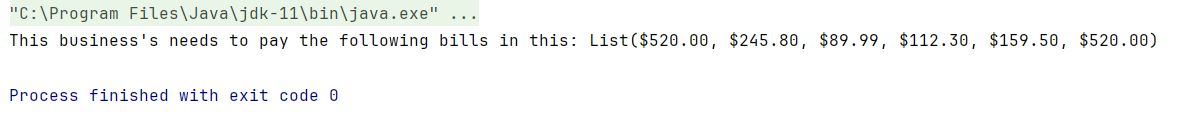 "C:\Program Files\Java\jdk-11\bin\java.exe" ...
This business's needs to pay the following bills in this: List($520.00, $245.80, $89.99, $112.30, $159.50, $520.00)
Process finished with exit code 0